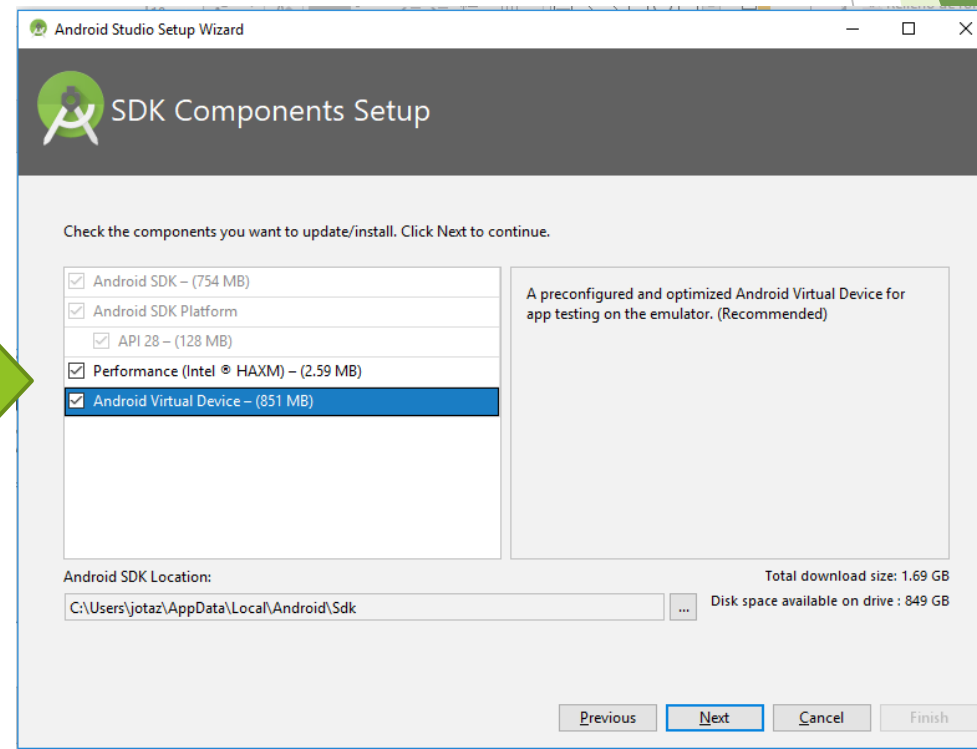 Android Studio Setup Wizard
SDK Components Setup
Check the components you want to update/install. Click Next to continue.
Android SDK – (754 MB)
Android SDK Platform
API 28 – (128 MB)
Performance (Intel ® HAXM) – (2.59 MB)
Android Virtual Device – (851 MB)
A preconfigured and optimized Android Virtual Device for
app testing on the emulator. (Recommended)
Android SDK Location:
C:\Users\jotaz\AppData\Local\Android\Sdk
...
Total download size: 1.69 GB
Disk space available on drive : 849 GB
Previous
Next
Cancel
Finish